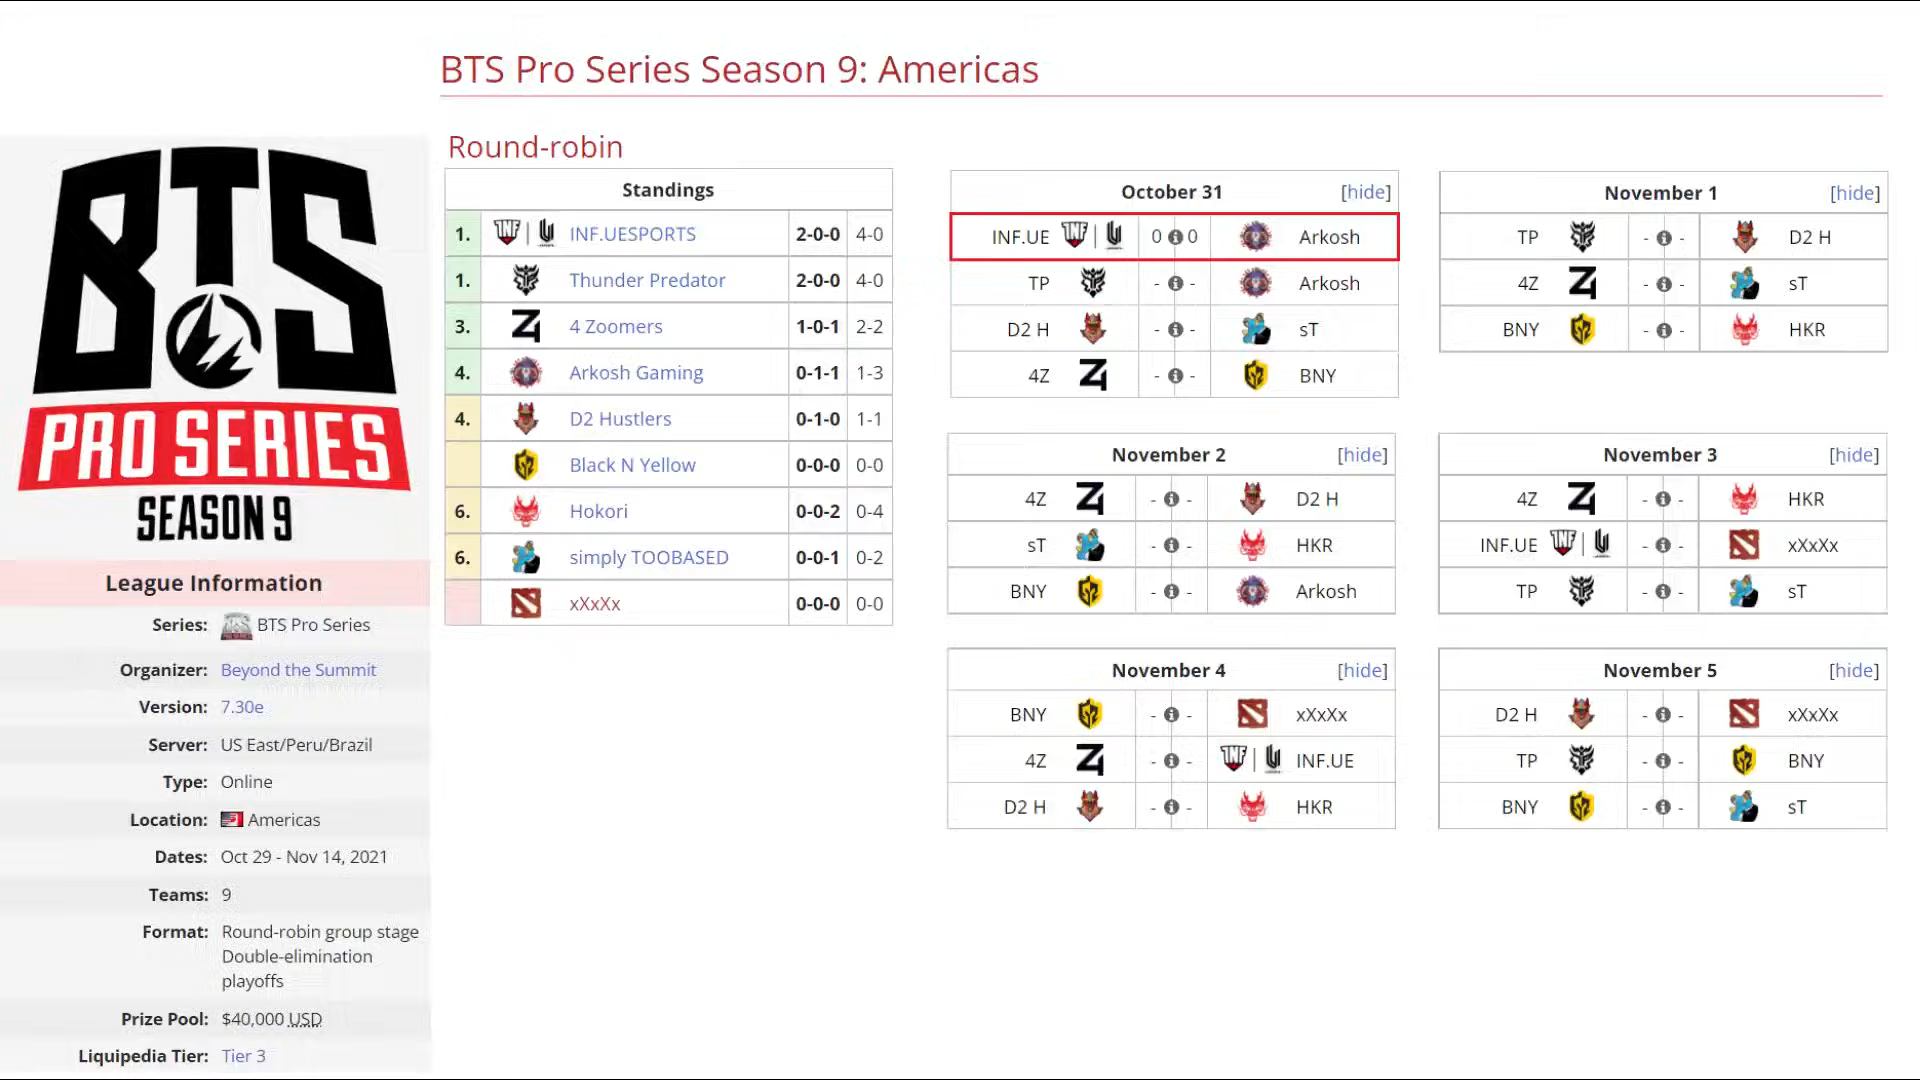 BTS Pro Series Season 9: Americas
BTS
PRO SERIES
SEASON 9
League Information
Series: BTS Pro Series
Organizer: Beyond the Summit
Version: 7.30e
Server: US East/Peru/Brazil
Type: Online
Location: Americas
Dates: Oct 29 - Nov 14, 2021
Teams: 9
Format: Round-robin group stage
Double-elimination
playoffs
Prize Pool: $40,000 USD
Liquipedia Tier: Tier 3
Round-robin
Standings
1. INF.UESPORTS 2-0-0 4-0
1. Thunder Predator 2-0-0 4-0
3. 4 Zoomers 1-0-1 2-2
4. Arkosh Gaming 0-1-1 1-3
4. D2 Hustlers 0-1-0 1-1
Black N Yellow 0-0-0 0-0
6. Hokori 0-0-2 0-4
6. simply TOOBASED 0-0-1 0-2
xXxXx 0-0-0 0-0
October 31 [hide]
INF.UE 0 0 Arkosh
TP - - Arkosh
D2 H - - sT
4Z - - BNY
November 1 [hide]
TP - - D2 H
4Z - - sT
BNY - - HKR
November 2 [hide]
4Z - - D2 H
sT - - HKR
BNY - - Arkosh
November 3 [hide]
4Z - - HKR
INF.UE - - xXxXx
TP - - sT
November 4 [hide]
BNY - - xXxXx
4Z - - INF.UE
D2 H - - HKR
November 5 [hide]
D2 H - - xXxXx
TP - - BNY
BNY - - sT